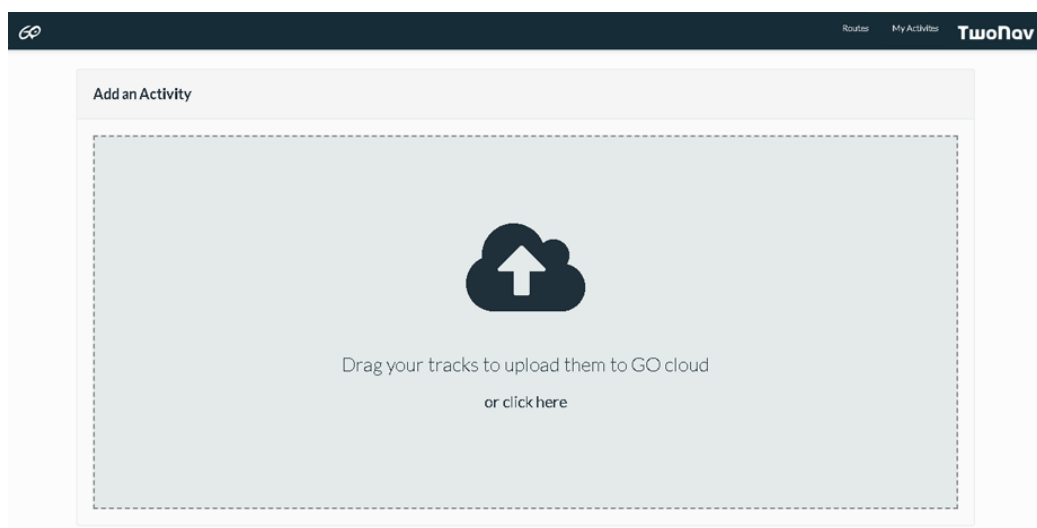 GO
Routes
My Activites
TwoNav
Add an Activity
Drag your tracks to upload them to GO cloud
or click here